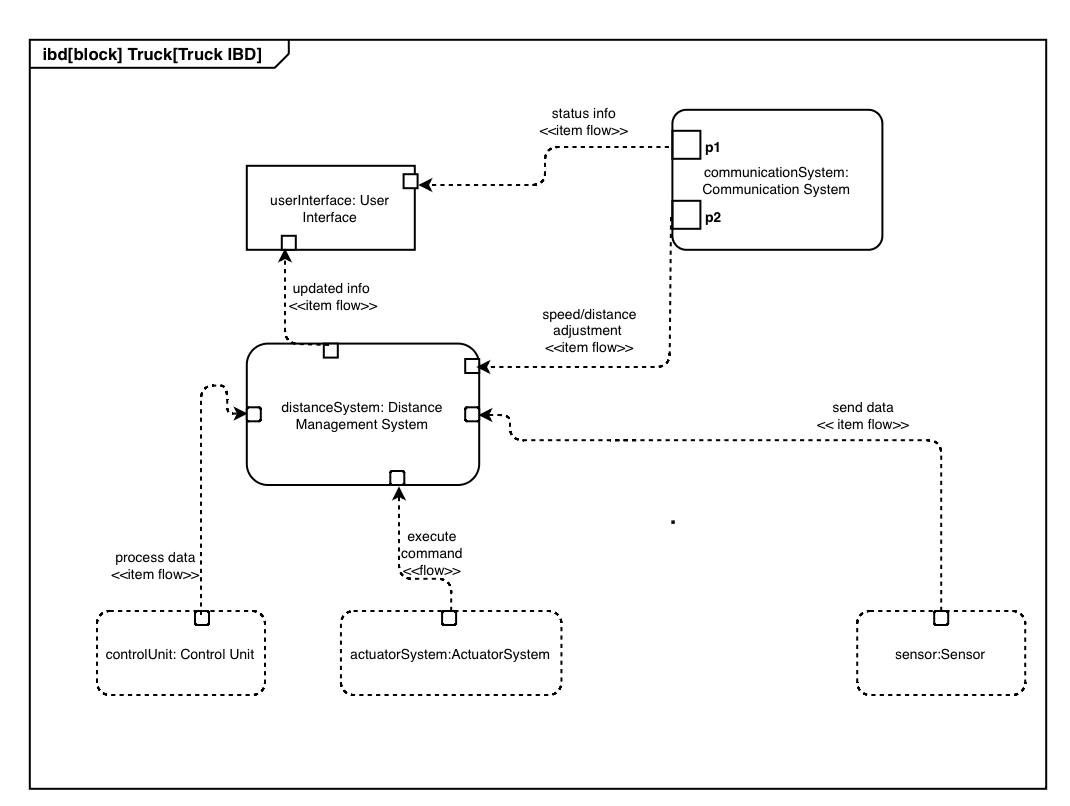 ibd[block] Truck[Truck IBD]
status info
<<item flow>>
p1
communicationSystem:
Communication System
p2
userInterface: User
Interface
updated info
<<item flow>>
speed/distance
adjustment
<<item flow>>
distanceSystem: Distance
Management System
send data
<< item flow>>
execute
command
<<flow>>
process data
<<item flow>>
controlUnit: Control Unit
actuatorSystem:ActuatorSystem
sensor:Sensor